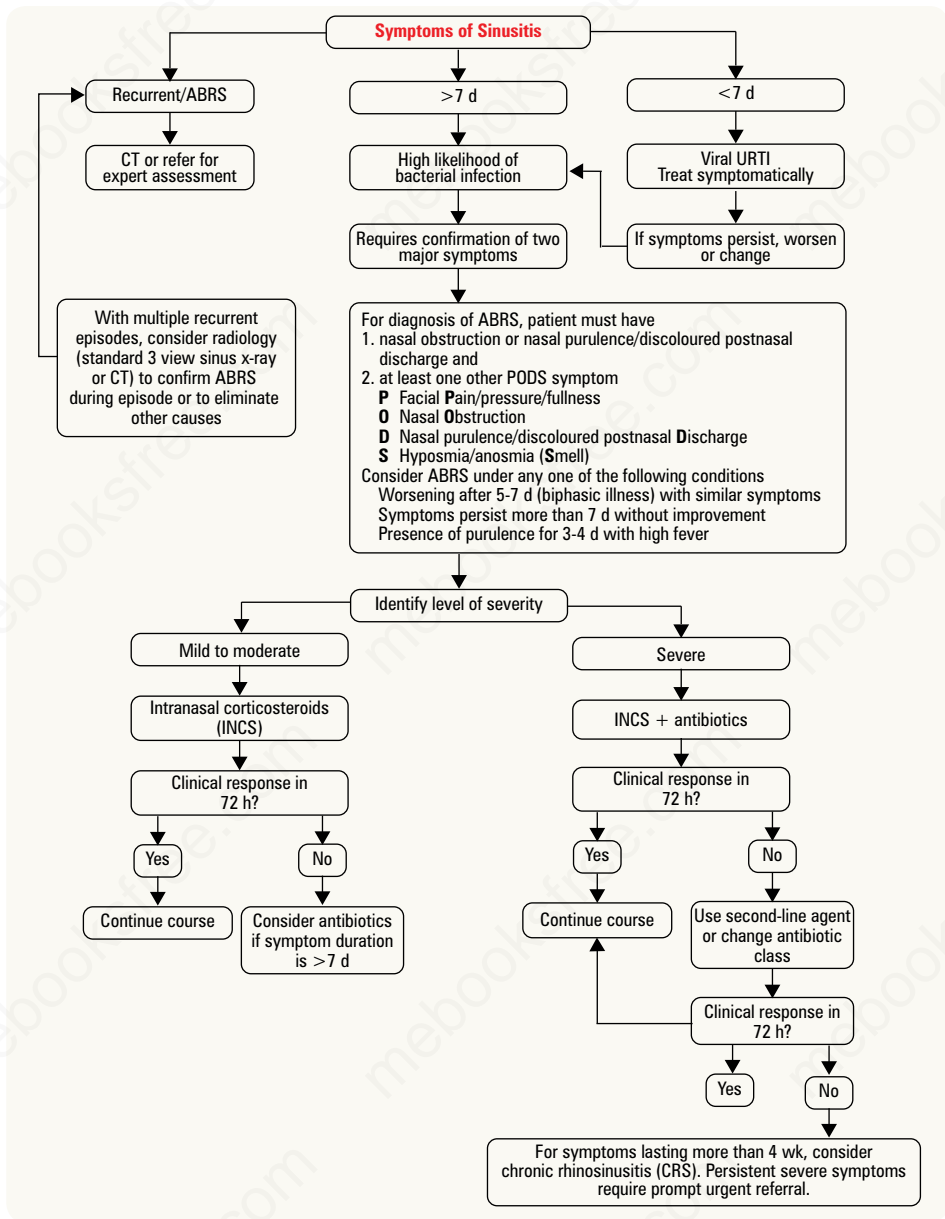 Symptoms of Sinusitis
Recurrent/ABRS
>7 d
<7 d
CT or refer for
expert assessment
High likelihood of
bacterial infection
Viral URTI
Treat symptomatically
Requires confirmation of two
major symptoms
If symptoms persist, worsen
or change
With multiple recurrent
episodes, consider radiology
(standard 3 view sinus x-ray
or CT) to confirm ABRS
during episode or to eliminate
other causes
For diagnosis of ABRS, patient must have
1. nasal obstruction or nasal purulence/discoloured postnasal
discharge and
2. at least one other PODS symptom
P Facial Pain/pressure/fullness
O Nasal Obstruction
D Nasal purulence/discoloured postnasal Discharge
S Hyposmia/anosmia (Smell)
Consider ABRS under any one of the following conditions
Worsening after 5-7 d (biphasic illness) with similar symptoms
Symptoms persist more than 7 d without improvement
Presence of purulence for 3-4 d with high fever
Identify level of severity
Mild to moderate
Severe
Intranasal corticosteroids
(INCS)
INCS + antibiotics
Clinical response in
72 h?
Clinical response in
72 h?
Yes
No
Yes
No
Continue course
Consider antibiotics
if symptom duration
is >7 d
Continue course
Use second-line agent
or change antibiotic
class
Clinical response in
72 h?
Yes
No
For symptoms lasting more than 4 wk, consider
chronic rhinosinusitis (CRS). Persistent severe symptoms
require prompt urgent referral.
mebooksfree.com